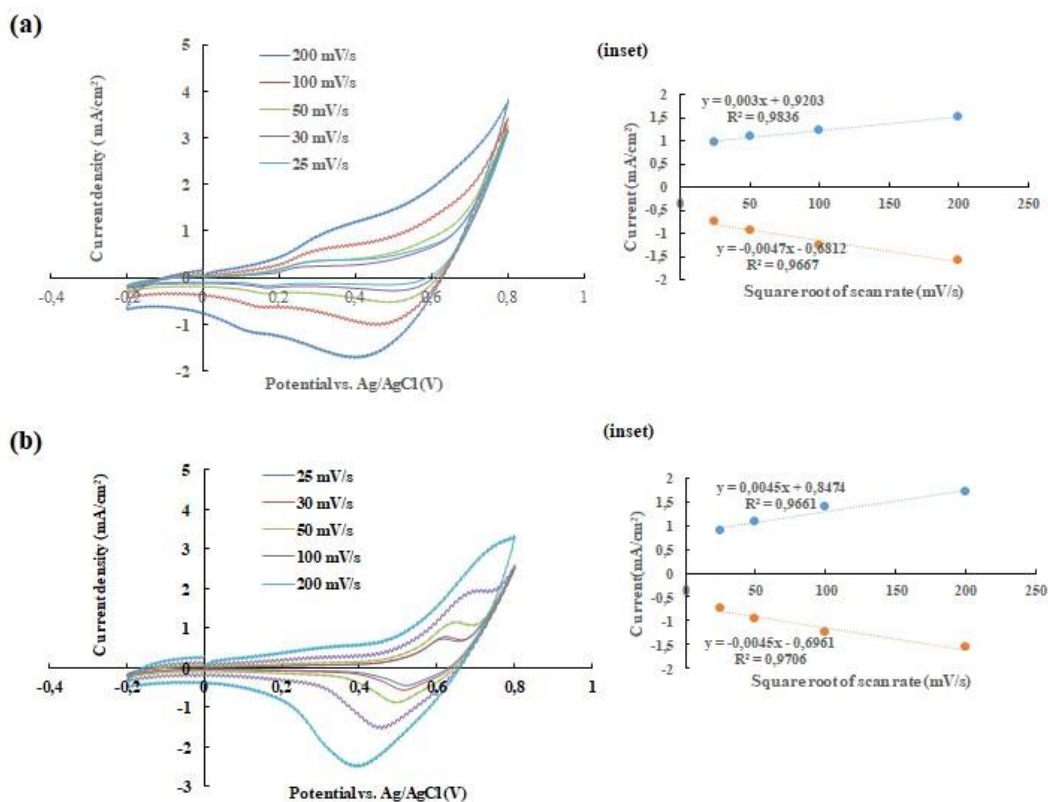 (a)
(inset)
5
4
3
2
1
0
-1
-2
-0,4
-0,2
0
0,2
0,4
0,6
0,8
1
Current density ( mA/cm²)
200 mV/s
100 mV/s
50 mV/s
30 mV/s
25 mV/s
Potential vs. Ag/AgCl (V)
2
1,5
1
0,5
0
-0,5
-1
-1,5
-2
0
50
100
150
200
250
Current (mA/cm²)
y = 0,003x + 0,9203
R² = 0,9836
y = -0,0047x - 0,6812
R² = 0,9667
Square root of scan rate (mV/s)
(b)
(inset)
5
4
3
2
1
0
-1
-2
-3
-0,4
-0,2
0
0,2
0,4
0,6
0,8
1
Current density (mA/cm²)
25 mV/s
30 mV/s
50 mV/s
100 mV/s
200 mV/s
Potential vs. Ag/AgCl (V)
2
1,5
1
0,5
0
-0,5
-1
-1,5
-2
0
50
100
150
200
250
Current(mA/cm²)
y = 0,0045x + 0,8474
R² = 0,9661
y = -0,0045x - 0,6961
R² = 0,9706
Square root of scan rate (mV/s)